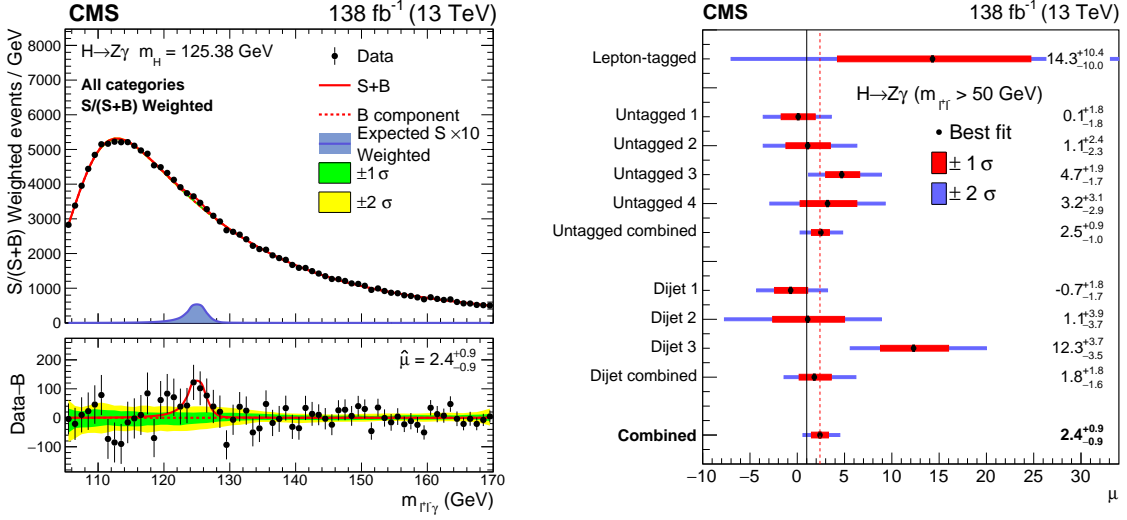 CMS 138 fb⁻¹ (13 TeV)
H→Zγ m_H = 125.38 GeV
All categories
S/(S+B) Weighted
Data
S+B
B component
Expected S ×10
Weighted
±1 σ
±2 σ
S/(S+B) Weighted events / GeV
8000
7000
6000
5000
4000
3000
2000
1000
0
110 120 130 140 150 160 170
μ̂ = 2.4 +0.9 −0.9
Data−B
200
100
0
−100
110 120 130 140 150 160 170
m_l⁺l⁻γ (GeV)
CMS 138 fb⁻¹ (13 TeV)
H→Zγ (m_l⁺l⁻ > 50 GeV)
Best fit
± 1 σ
± 2 σ
Lepton-tagged 14.3 +10.4 −10.0
Untagged 1 0.1 +1.8 −1.8
Untagged 2 1.1 +2.4 −2.3
Untagged 3 4.7 +1.9 −1.7
Untagged 4 3.2 +3.1 −2.9
Untagged combined 2.5 +0.9 −1.0
Dijet 1 -0.7 +1.8 −1.7
Dijet 2 1.1 +3.9 −3.7
Dijet 3 12.3 +3.7 −3.5
Dijet combined 1.8 +1.8 −1.6
Combined 2.4 +0.9 −0.9
−10 −5 0 5 10 15 20 25 30
μ